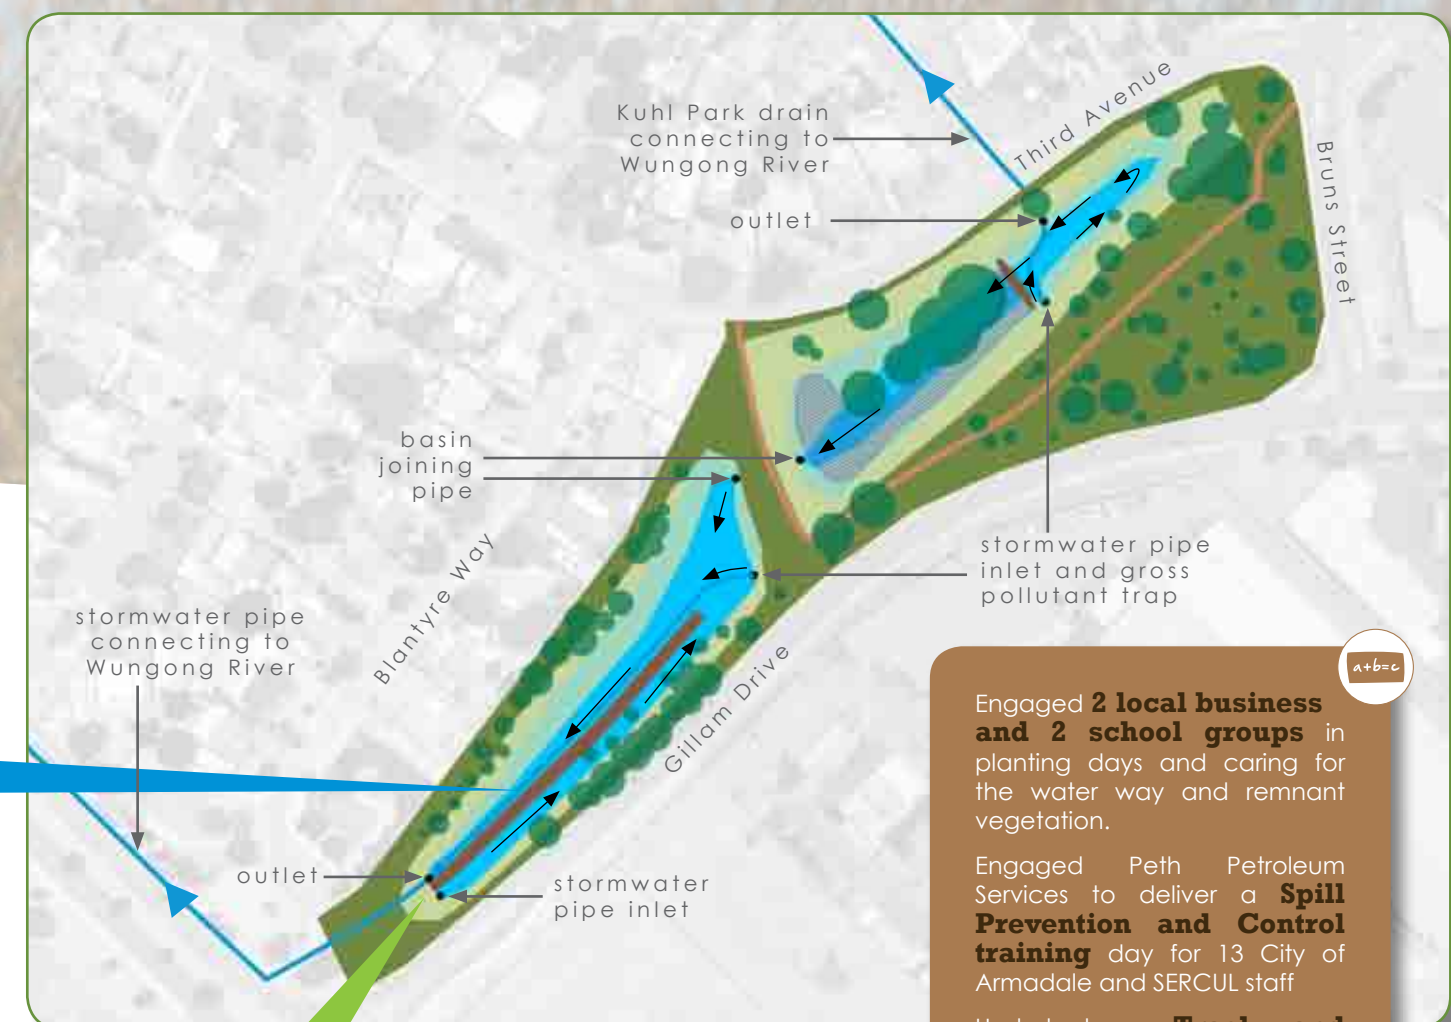 Kuhl Park drain
connecting to
Wungong River
Third Avenue
Bruns Street
outlet
basin
joining
pipe
Blantyre Way
stormwater pipe
inlet and gross
pollutant trap
stormwater pipe
connecting to
Wungong River
Gillam Drive
outlet
stormwater
pipe inlet
a+b=c
Engaged 2 local business
and 2 school groups in
planting days and caring for
the water way and remnant
vegetation.
Engaged Peth Petroleum
Services to deliver a Spill
Prevention and Control
training day for 13 City of
Armadale and SERCUL staff